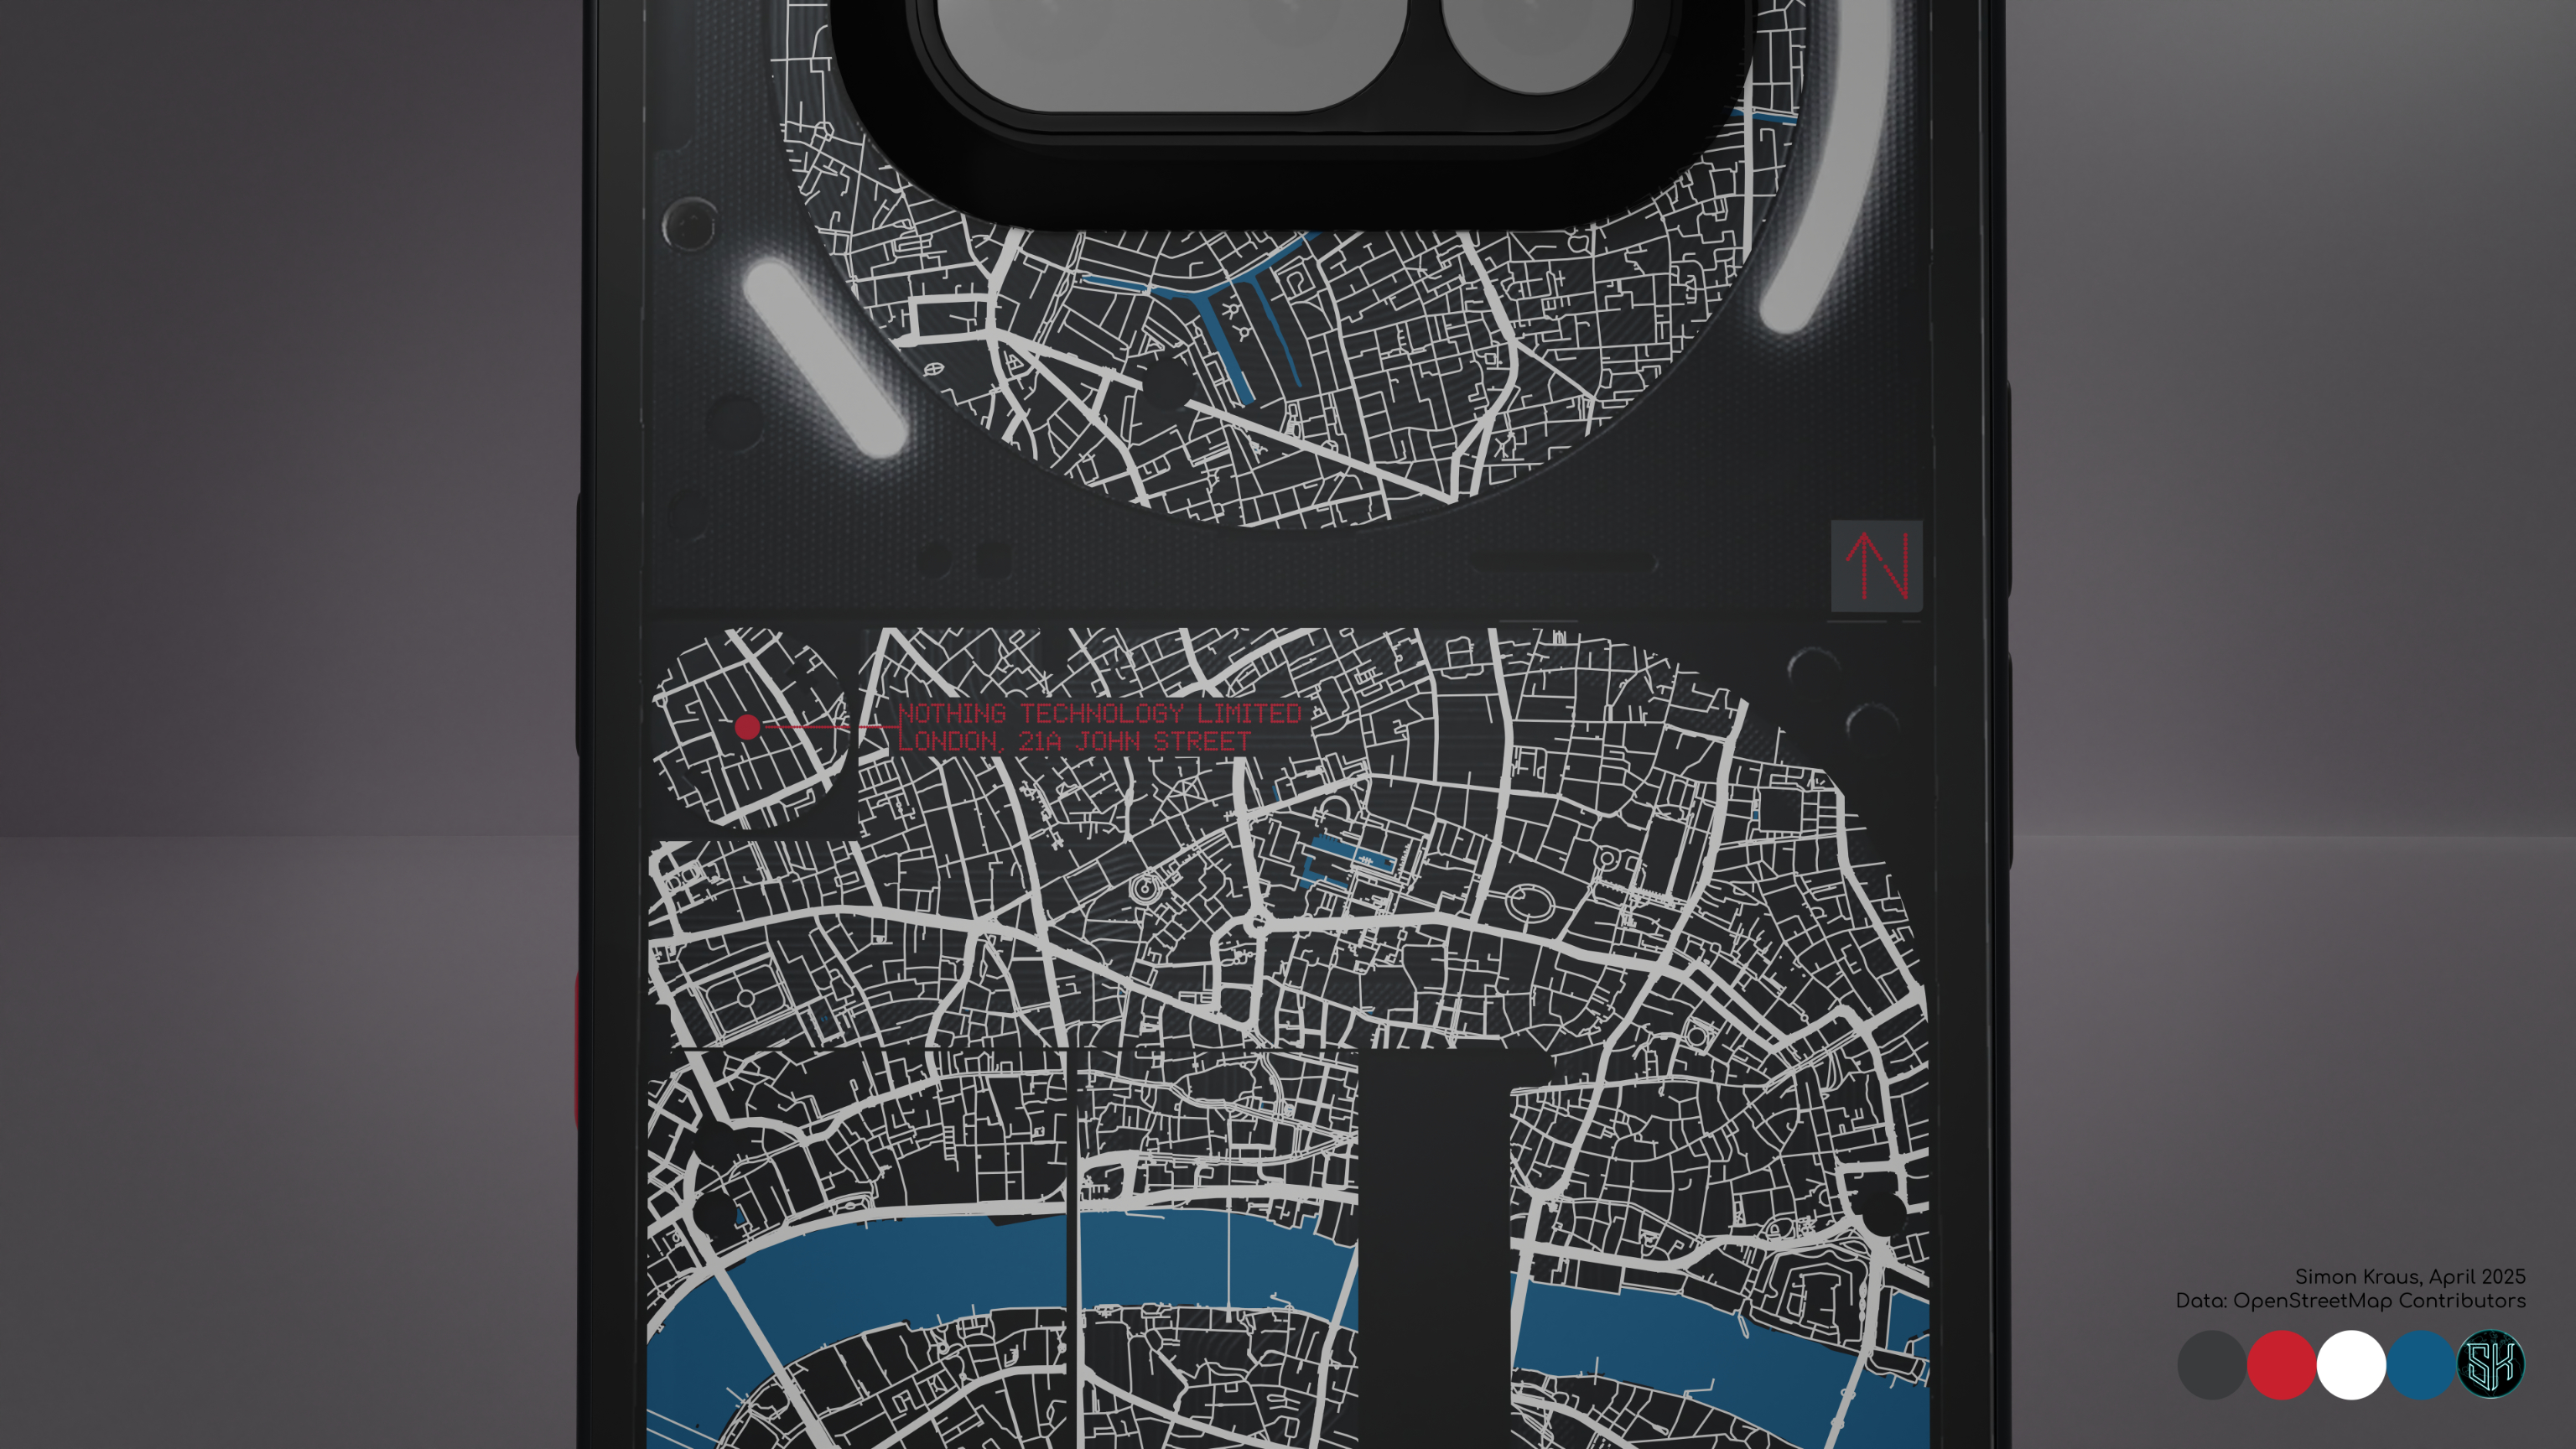 N
NOTHING TECHNOLOGY LIMITED
LONDON, 21A JOHN STREET
Simon Kraus, April 2025
Data: OpenStreetMap Contributors
SK